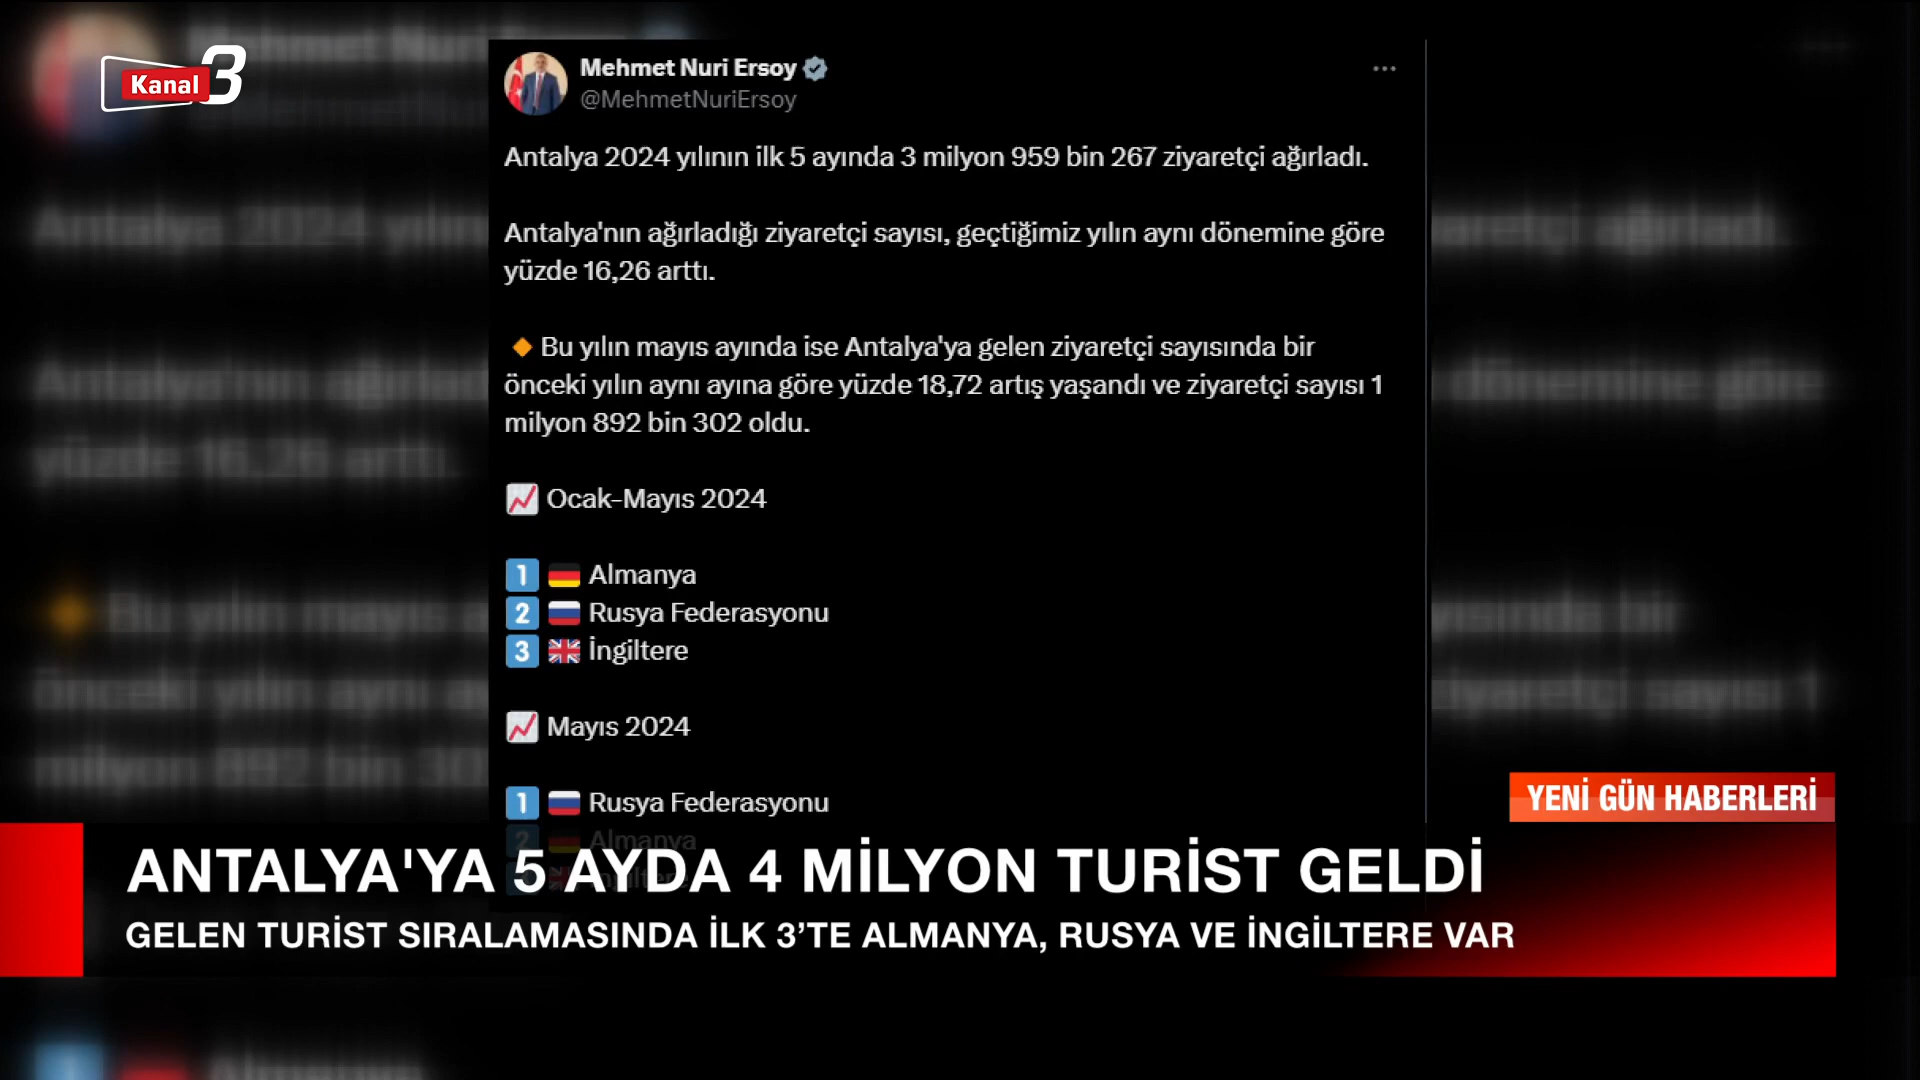 Kanal 3
Mehmet Nuri Ersoy
@MehmetNuriErsoy
Antalya 2024 yılının ilk 5 ayında 3 milyon 959 bin 267 ziyaretçi ağırladı.
Antalya'nın ağırladığı ziyaretçi sayısı, geçtiğimiz yılın aynı dönemine göre
yüzde 16,26 arttı.
🔸Bu yılın mayıs ayında ise Antalya'ya gelen ziyaretçi sayısında bir
önceki yılın aynı ayına göre yüzde 18,72 artış yaşandı ve ziyaretçi sayısı 1
milyon 892 bin 302 oldu.
📈 Ocak-Mayıs 2024
1️⃣ 🇩🇪 Almanya
2️⃣ 🇷🇺 Rusya Federasyonu
3️⃣ 🇬🇧 İngiltere
📈 Mayıs 2024
1️⃣ 🇷🇺 Rusya Federasyonu
2️⃣ 🇩🇪 Almanya
YENİ GÜN HABERLERİ
ANTALYA'YA 5 AYDA 4 MİLYON TURİST GELDİ
GELEN TURİST SIRALAMASINDA İLK 3’TE ALMANYA, RUSYA VE İNGİLTERE VAR